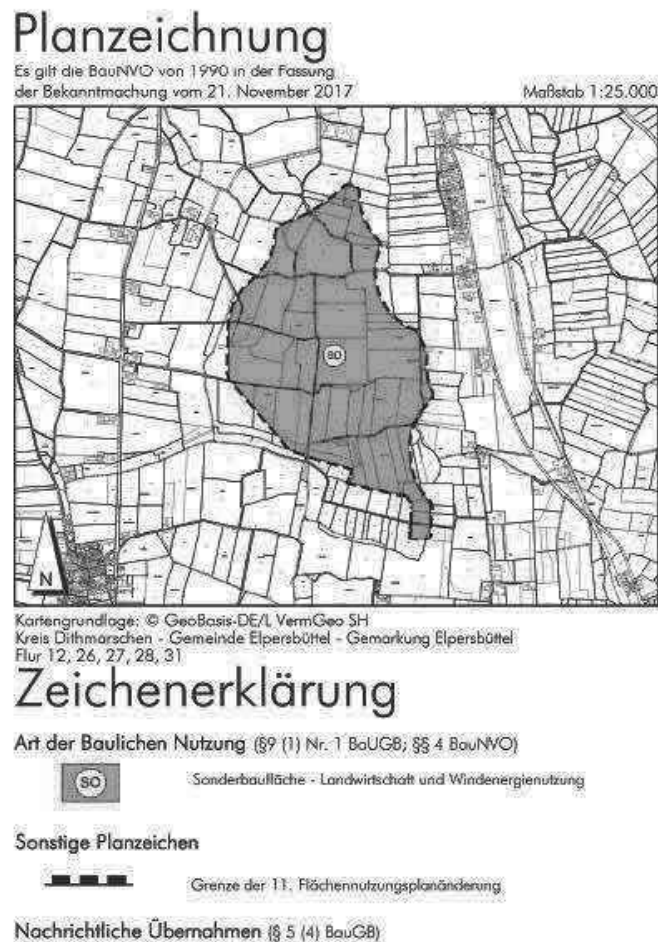 Planzeichnung
Es gilt die BauNVO von 1990 in der Fassung
der Bekanntmachung vom 21. November 2017
Maßstab 1:25.000
SO
N
Kartengrundlage: © GeoBasis-DE/L VermGeo SH
Kreis Dithmarschen - Gemeinde Elpersbüttel - Gemarkung Elpersbüttel
Flur 12, 26, 27, 28, 31
Zeichenerklärung
Art der Baulichen Nutzung (§9 (1) Nr. 1 BaUGB; §§ 4 BauNVO)
SO
Sonderbaufläche - Landwirtschaft und Windenergienutzung
Sonstige Planzeichen
Grenze der 11. Flächennutzungsplanänderung
Nachrichtliche Übernahmen (§ 5 (4) BauGB)